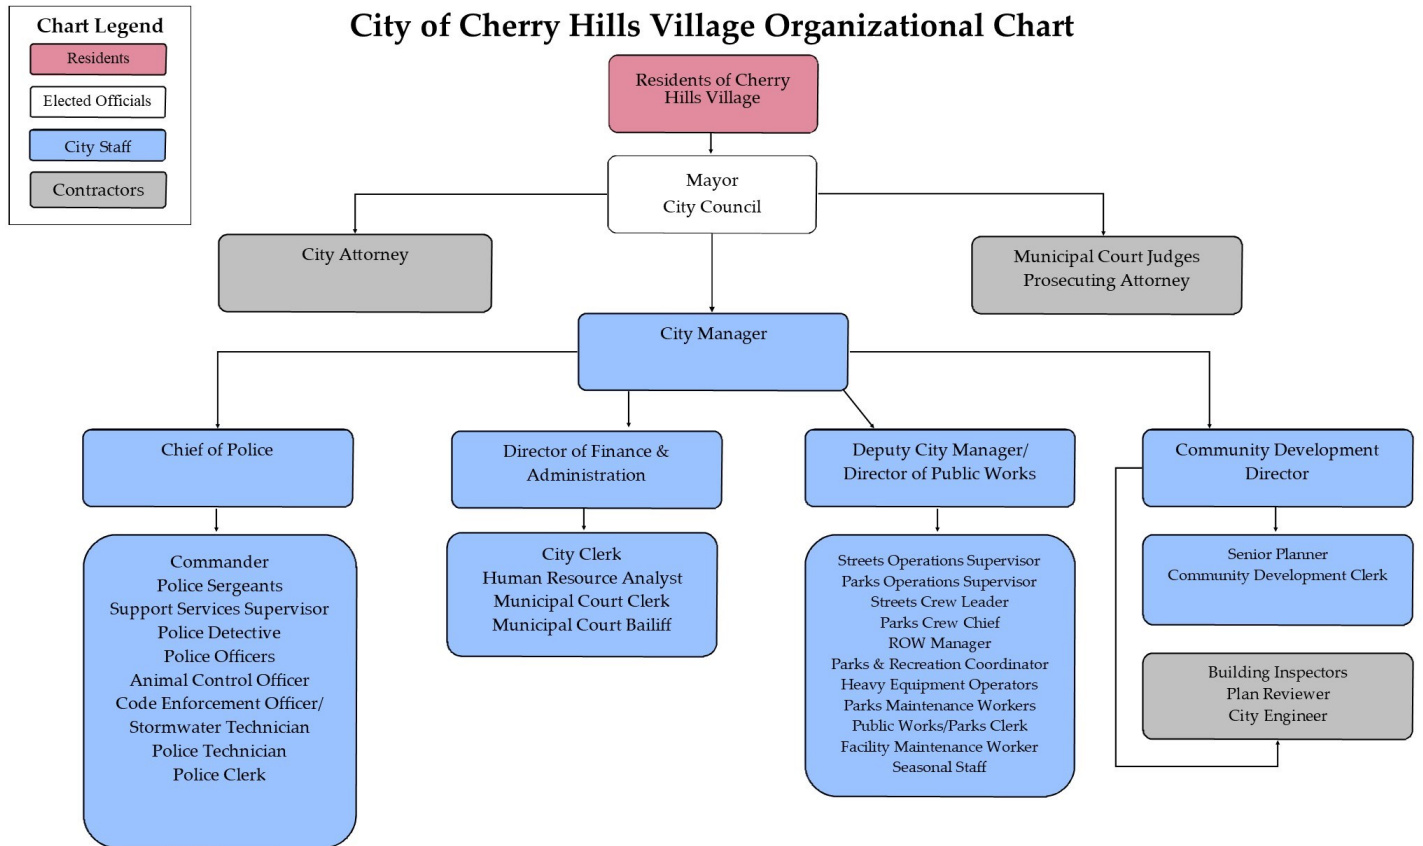 City of Cherry Hills Village Organizational Chart
Chart Legend
Residents
Elected Officials
City Staff
Contractors
Residents of Cherry
Hills Village
Mayor
City Council
City Attorney
Municipal Court Judges
Prosecuting Attorney
City Manager
Chief of Police
Director of Finance &
Administration
Deputy City Manager/
Director of Public Works
Community Development
Director
Commander
Police Sergeants
Support Services Supervisor
Police Detective
Police Officers
Animal Control Officer
Code Enforcement Officer/
Stormwater Technician
Police Technician
Police Clerk
City Clerk
Human Resource Analyst
Municipal Court Clerk
Municipal Court Bailiff
Streets Operations Supervisor
Parks Operations Supervisor
Streets Crew Leader
Parks Crew Chief
ROW Manager
Parks & Recreation Coordinator
Heavy Equipment Operators
Parks Maintenance Workers
Public Works/Parks Clerk
Facility Maintenance Worker
Seasonal Staff
Senior Planner
Community Development Clerk
Building Inspectors
Plan Reviewer
City Engineer